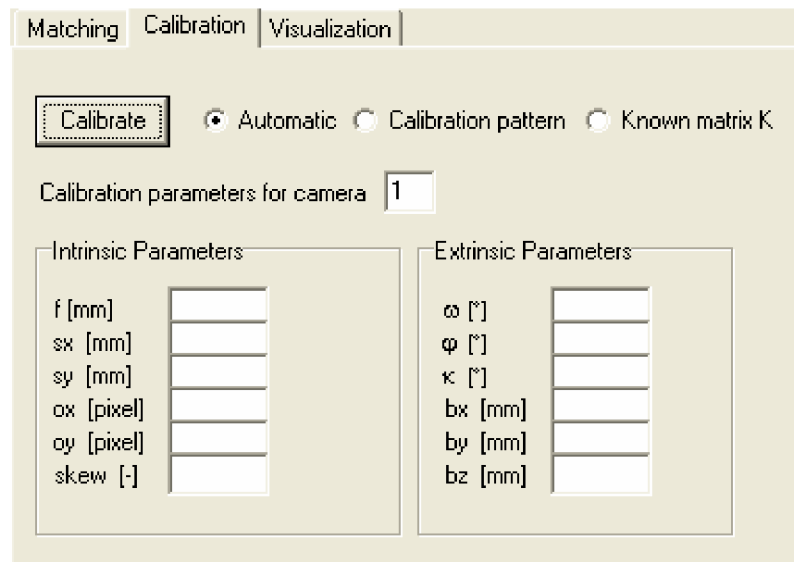 Matching Calibration Visualization
Calibrate Automatic Calibration pattern Known matrix K
Calibration parameters for camera 1
Intrinsic Parameters Extrinsic Parameters
f [mm] ω [°]
sx [mm] φ [°]
sy [mm] κ [°]
ox [pixel] bx [mm]
oy [pixel] by [mm]
skew [-] bz [mm]